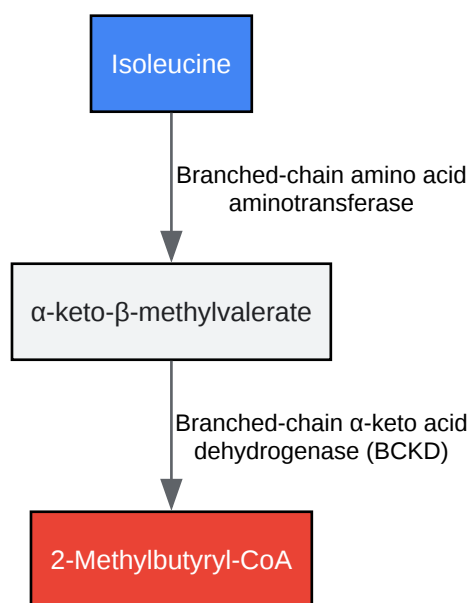 Isoleucine
Branched-chain amino acid
aminotransferase
α-keto-β-methylvalerate
Branched-chain α-keto acid
dehydrogenase (BCKD)
2-Methylbutyryl-CoA